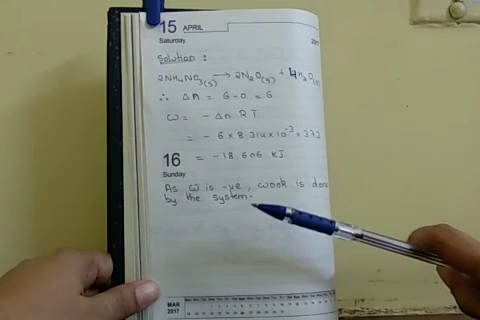 15 APRIL
Saturday 2017
Solution :
2NH4NO3(s) → 2N2O(g) + 4H2O(g)
∴ Δn = 6-0 = 6
W = - Δn RT
= - 6 × 8.314 × 10⁻³ × 373
16
= - 18.606 KJ
Sunday
As W is -ve, work is done
by the system.
MAR
2017